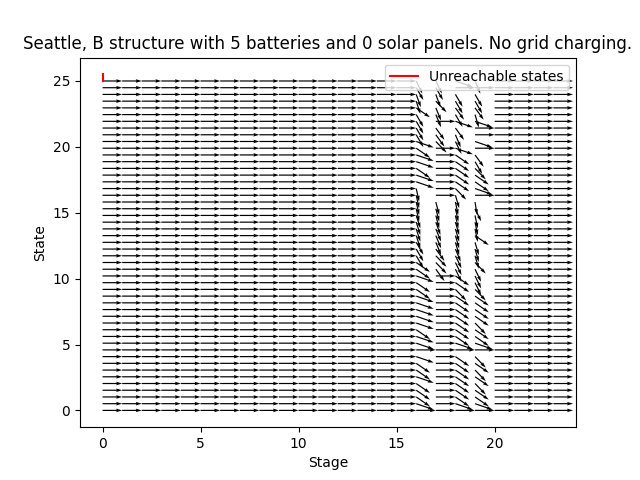 Seattle, B structure with 5 batteries and 0 solar panels. No grid charging.
Unreachable states
25
20
15
10
5
0
State
0 5 10 15 20
Stage